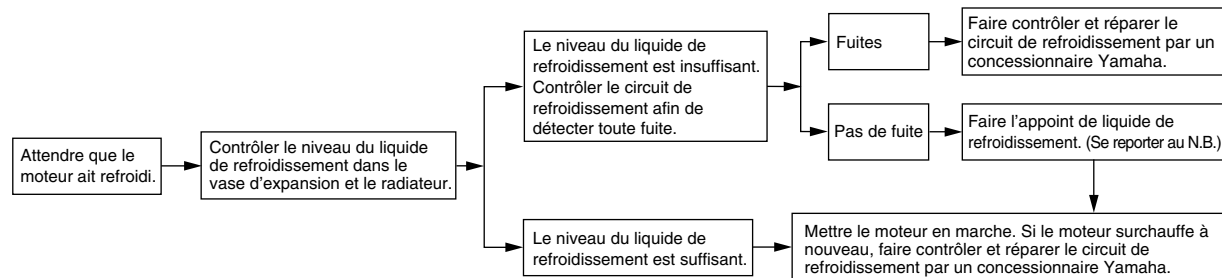 Attendre que le
moteur ait refroidi.
Contrôler le niveau du liquide
de refroidissement dans le
vase d’expansion et le radiateur.
Le niveau du liquide de
refroidissement est insuffisant.
Contrôler le circuit de
refroidissement afin de
détecter toute fuite.
Fuites
Faire contrôler et réparer le
circuit de refroidissement par un
concessionnaire Yamaha.
Pas de fuite
Faire l’appoint de liquide de
refroidissement. (Se reporter au N.B.)
Le niveau du liquide de
refroidissement est suffisant.
Mettre le moteur en marche. Si le moteur surchauffe à
nouveau, faire contrôler et réparer le circuit de
refroidissement par un concessionnaire Yamaha.